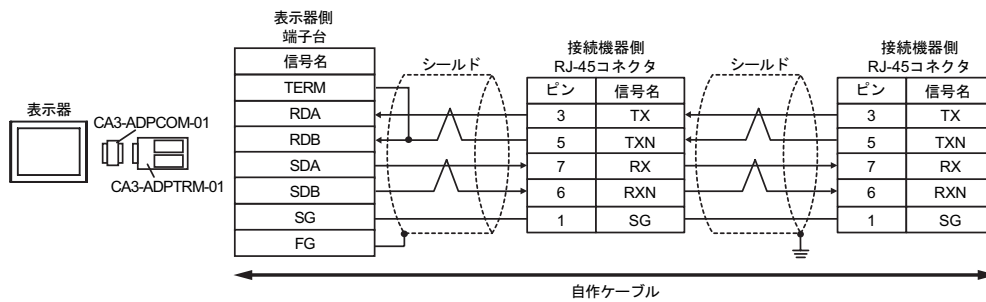 表示器
CA3-ADPCOM-01
CA3-ADPTRM-01
表示器側
端子台
信号名
TERM
RDA
RDB
SDA
SDB
SG
FG
シールド
接続機器側
RJ-45コネクタ
ピン 信号名
3 TX
5 TXN
7 RX
6 RXN
1 SG
シールド
接続機器側
RJ-45コネクタ
ピン 信号名
3 TX
5 TXN
7 RX
6 RXN
1 SG
自作ケーブル